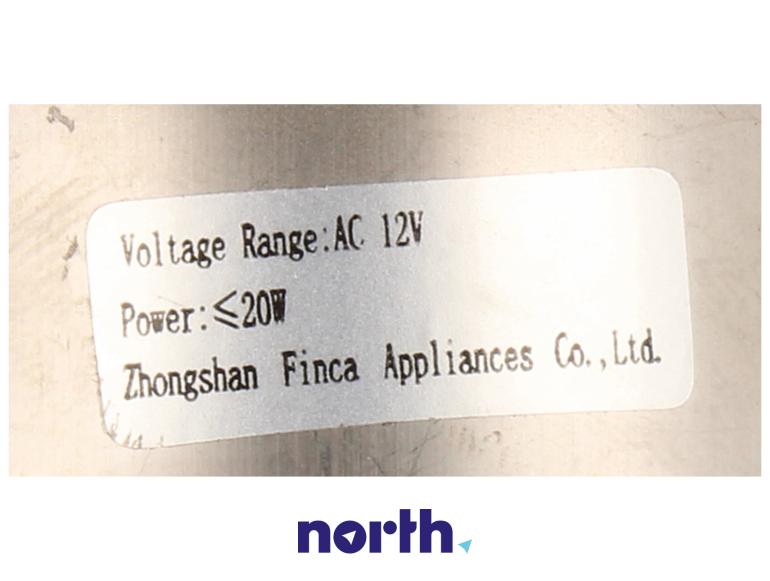 Voltage Range:AC 12V
Power:≤20W
Zhongshan Finca Appliances Co.,Ltd.
north